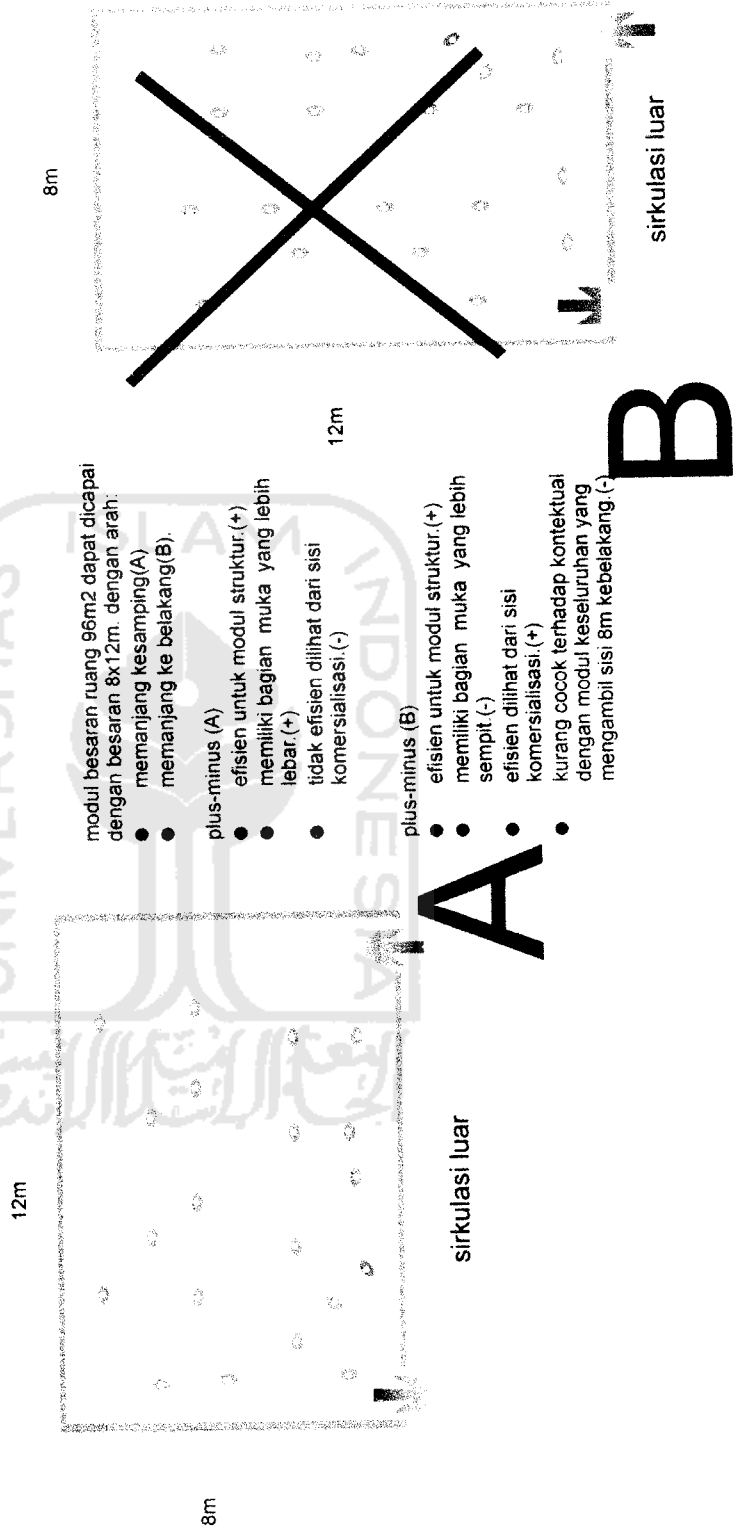 12m
8m
sirkulasi luar
A
modul besaran ruang 96m2 dapat dicapai
dengan besaran 8x12m. dengan arah:
● memanjang kesamping(A)
● memanjang ke belakang(B).
plus-minus (A)
● efisien untuk modul struktur.(+)
● memiliki bagian muka yang lebih
lebar.(+)
● tidak efisien dilihat dari sisi
komersialisasi.(-)
plus-minus (B)
● efisien untuk modul struktur.(+)
● memiliki bagian muka yang lebih
sempit.(-)
● efisien dilihat dari sisi
komersialisasi.(+)
● kurang cocok terhadap kontektual
dengan modul keseluruhan yang
mengambil sisi 8m kebelakang.(-)
8m
12m
sirkulasi luar
B
ISLAM
UNIVERSITAS
INDONESIA